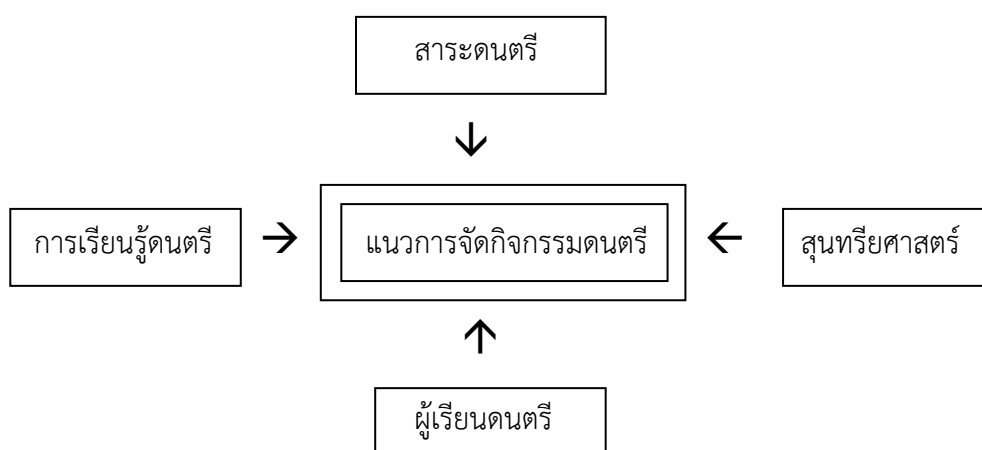 สาระดนตรี
การเรียนรู้ดนตรี
แนวการจัดกิจกรรมดนตรี
สุนทรียศาสตร์
ผู้เรียนดนตรี